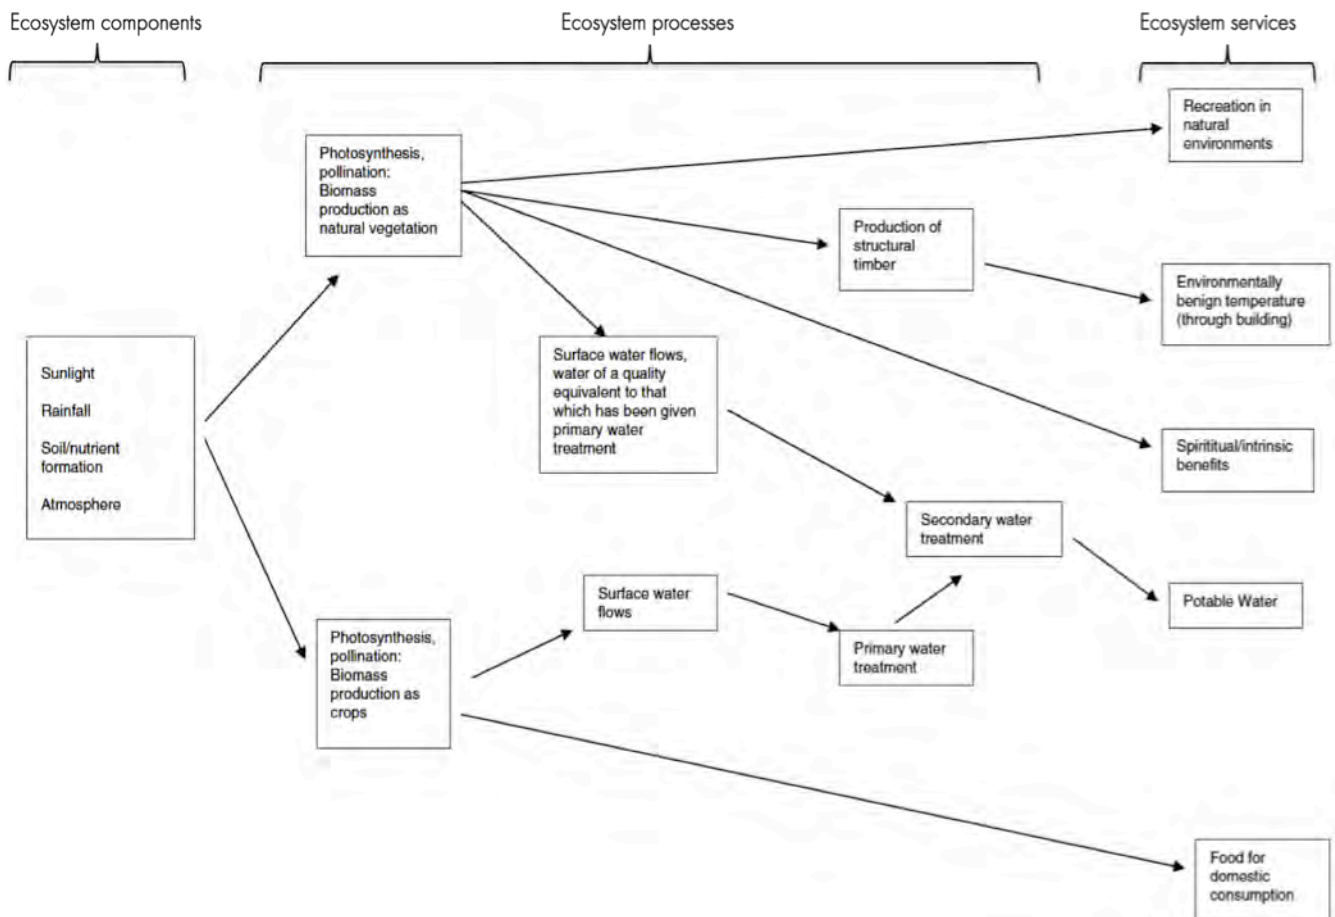 Ecosystem components
Ecosystem processes
Ecosystem services
Recreation in
natural
environments
Photosynthesis,
pollination:
Biomass
production as
natural vegetation
Production of
structural
timber
Environmentally
benign temperature
(through building)
Sunlight
Rainfall
Soil/nutrient
formation
Atmosphere
Surface water flows,
water of a quality
equivalent to that
which has been given
primary water
treatment
Spirititual/intrinsic
benefits
Secondary water
treatment
Surface water
flows
Potable Water
Photosynthesis,
pollination:
Biomass
production as
crops
Primary water
treatment
Food for
domestic
consumption